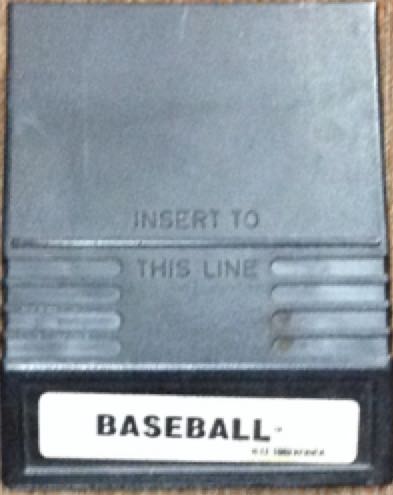 INSERT TO
THIS LINE
BASEBALL